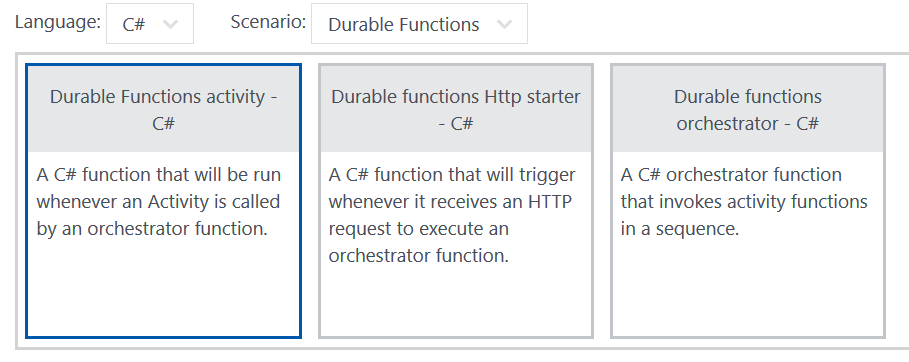 Language: C# Scenario: Durable Functions
Durable Functions activity -
C#
A C# function that will be run
whenever an Activity is called
by an orchestrator function.
Durable functions Http starter
- C#
A C# function that will trigger
whenever it receives an HTTP
request to execute an
orchestrator function.
Durable functions
orchestrator - C#
A C# orchestrator function
that invokes activity functions
in a sequence.